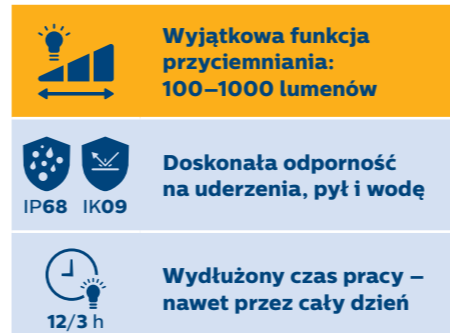 Wyjątkowa funkcja
przyciemniania:
100–1000 lumenów
IP68 IK09
Doskonała odporność
na uderzenia, pył i wodę
12/3 h
Wydłużony czas pracy –
nawet przez cały dzień